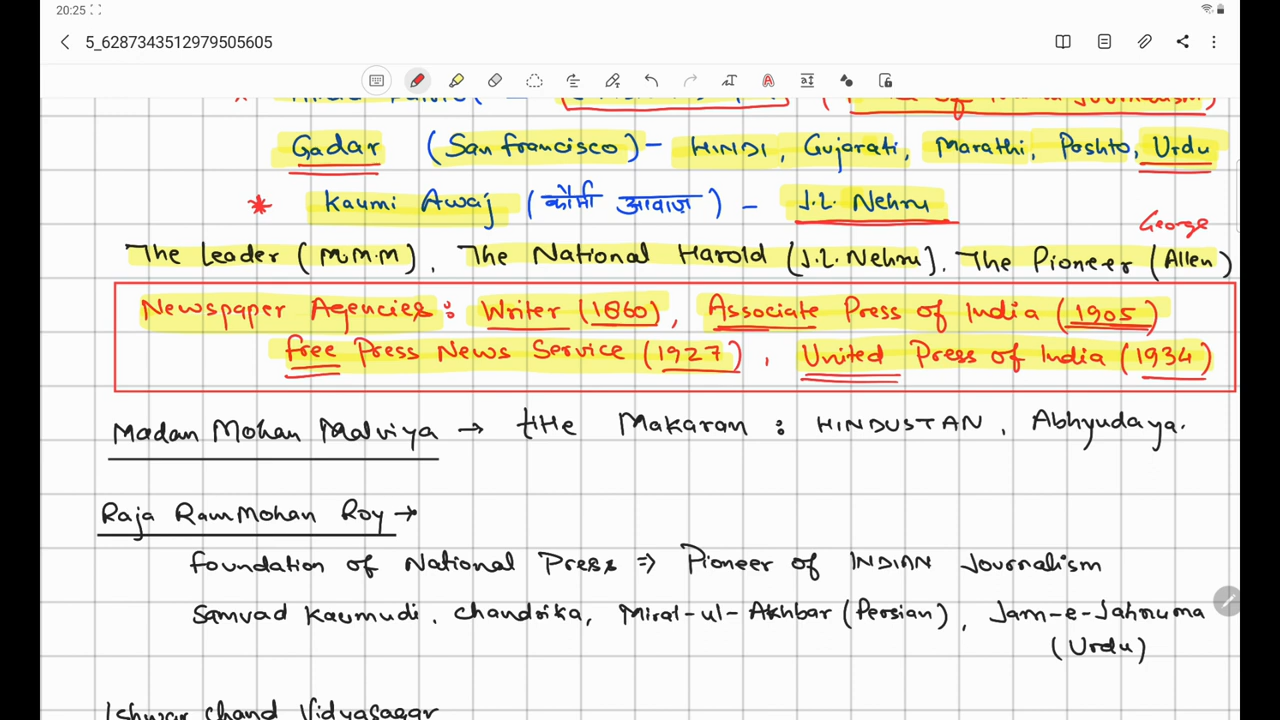 20:25
5_6287343512979505605
Gadar (San francisco) - HINDI, Gujarati, Marathi, Poshto, Urdu
* Kaumi Awaj (कौमी आवाज़) - J.L. Nehru
George
The Leader (M.M.M), The National Harold (J.L. Nehru). The Pioneer (Allen)
Newspaper Agencies: Writer (1860), Associate Press of India (1905)
free Press News Service (1927), United Press of India (1934)
Madan Mohan Malviya → title Makaran : HINDUSTAN, Abhyudaya.
Raja RamMohan Roy →
foundation of National Press ⇒ Pioneer of INDIAN Journalism
Samvad Kaumudi, Chandrika, Mirat-ul-Akhbar (Persian), Jam-e-Jahnuma
(Urdu)
Ishwar Chand Vidyasagar